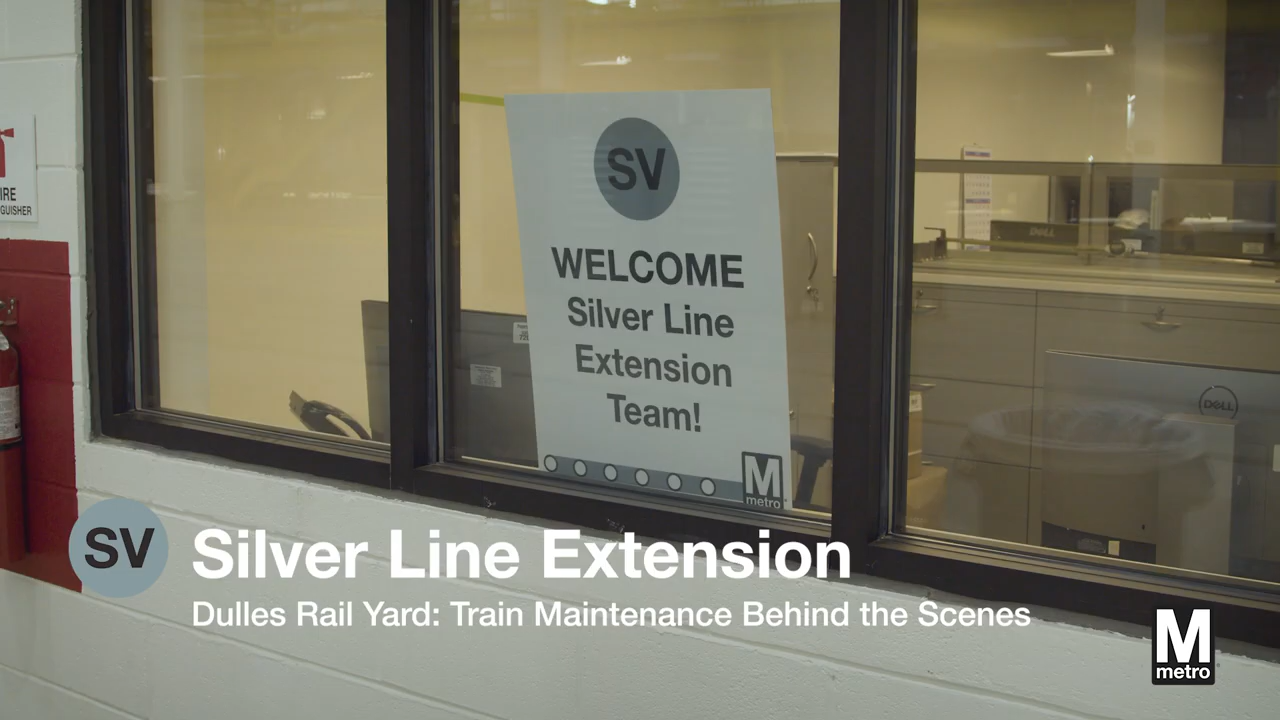 IRE
GUISHER
SV
WELCOME
Silver Line
Extension
Team!
M
metro
DELL
DELL
SV
Silver Line Extension
Dulles Rail Yard: Train Maintenance Behind the Scenes
M
metro